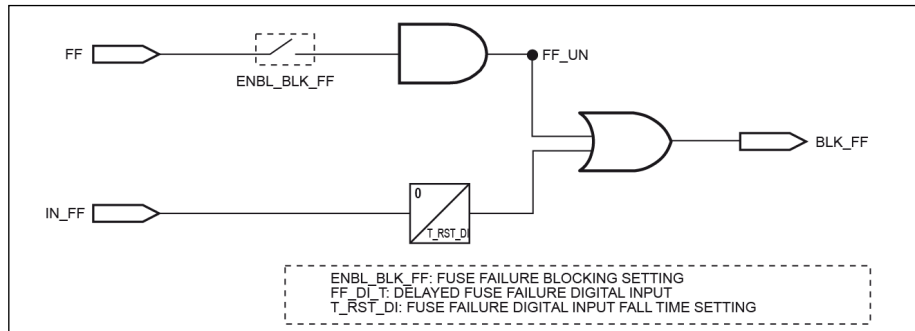 FF
ENBL_BLK_FF
FF_UN
BLK_FF
IN_FF
0
T_RST_DI
ENBL_BLK_FF: FUSE FAILURE BLOCKING SETTING
FF_DI_T: DELAYED FUSE FAILURE DIGITAL INPUT
T_RST_DI: FUSE FAILURE DIGITAL INPUT FALL TIME SETTING